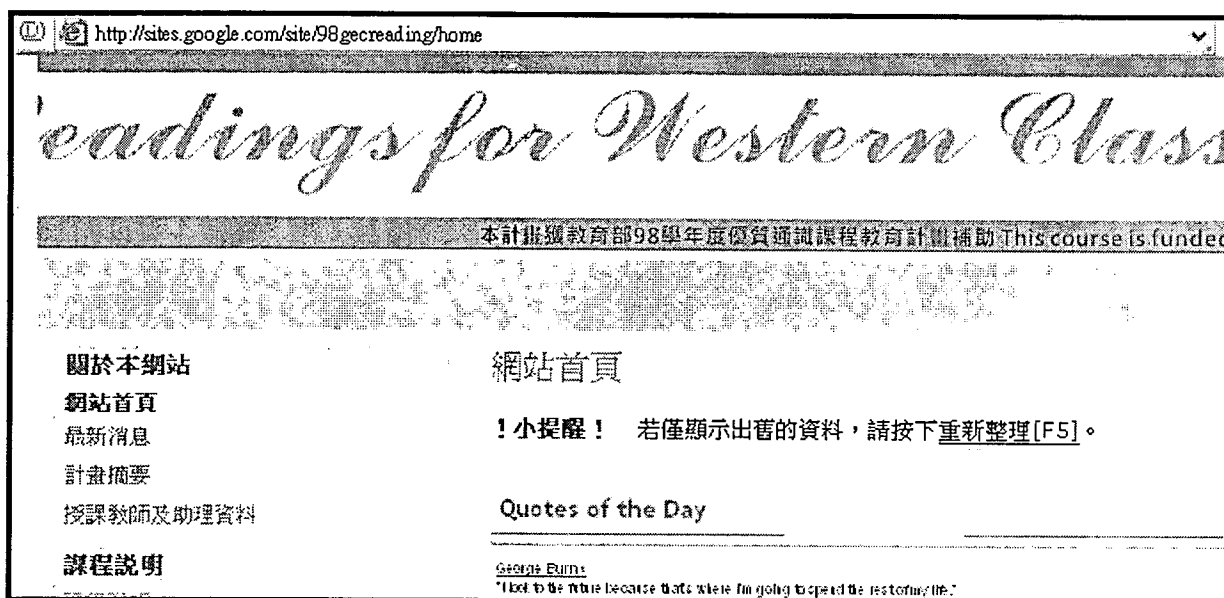 http://sites.google.com/site/98gecreading/home
eadings for Western Class
本計畫獲教育部98學年度優質通識課程教育計畫補助 This course is funded
關於本網站
網站首頁
最新消息
計畫摘要
授課教師及助理資料
課程說明
網站首頁
！小提醒！ 若僅顯示出舊的資料，請按下重新整理[F5]。
Quotes of the Day
George Burns
"I look to the future because that's where I'm going to spend the rest of my life."